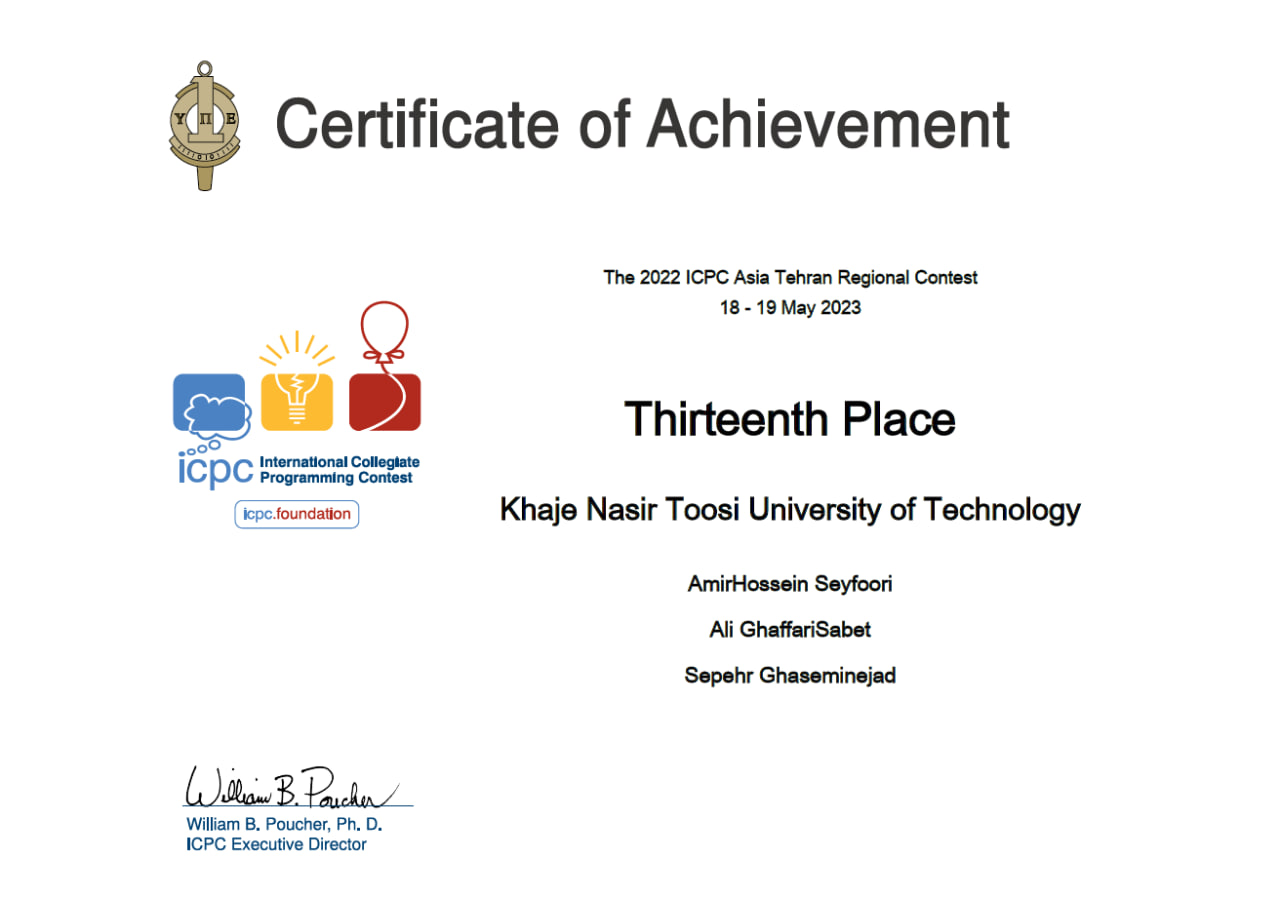 Υ Π Ε
Certificate of Achievement
The 2022 ICPC Asia Tehran Regional Contest
18 - 19 May 2023
Thirteenth Place
Khaje Nasir Toosi University of Technology
AmirHossein Seyfoori
Ali GhaffariSabet
Sepehr Ghaseminejad
icpc International Collegiate
Programming Contest
icpc.foundation
William B. Poucher
William B. Poucher, Ph. D.
ICPC Executive Director